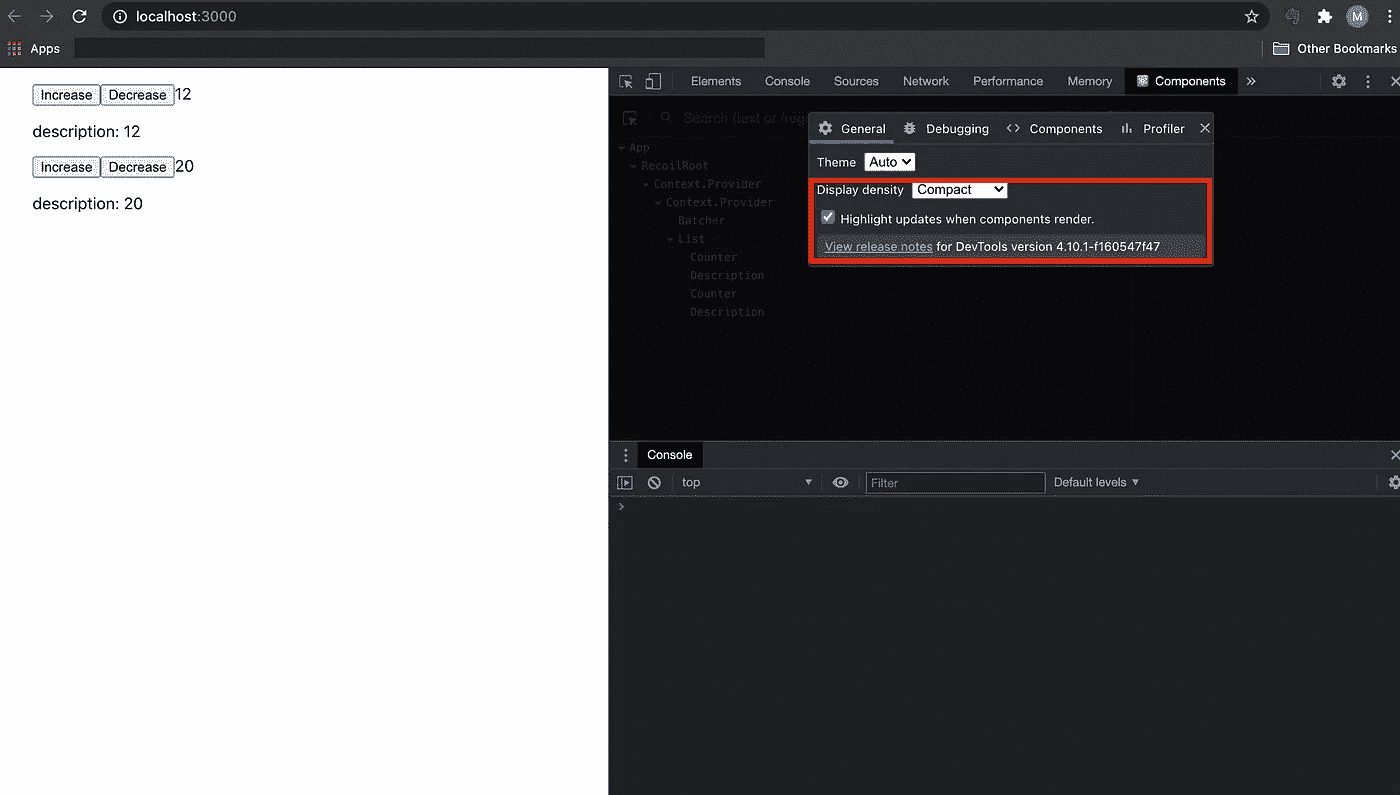 localhost:3000
M
Apps
Other Bookmarks
Increase Decrease 12
description: 12
Increase Decrease 20
description: 20
Elements Console Sources Network Performance Memory Components »
Search (text or /reg
General Debugging Components Profiler
Theme Auto
Display density Compact
Highlight updates when components render.
View release notes for DevTools version 4.10.1-f160547f47
App
RecoilRoot
Context.Provider
Context.Provider
Batcher
List
Counter
Description
Counter
Description
Console
top Filter Default levels